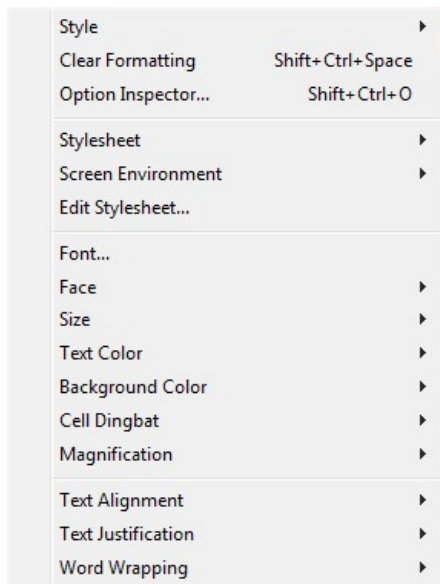 Style
Clear Formatting Shift+Ctrl+Space
Option Inspector... Shift+Ctrl+O
Stylesheet
Screen Environment
Edit Stylesheet...
Font...
Face
Size
Text Color
Background Color
Cell Dingbat
Magnification
Text Alignment
Text Justification
Word Wrapping